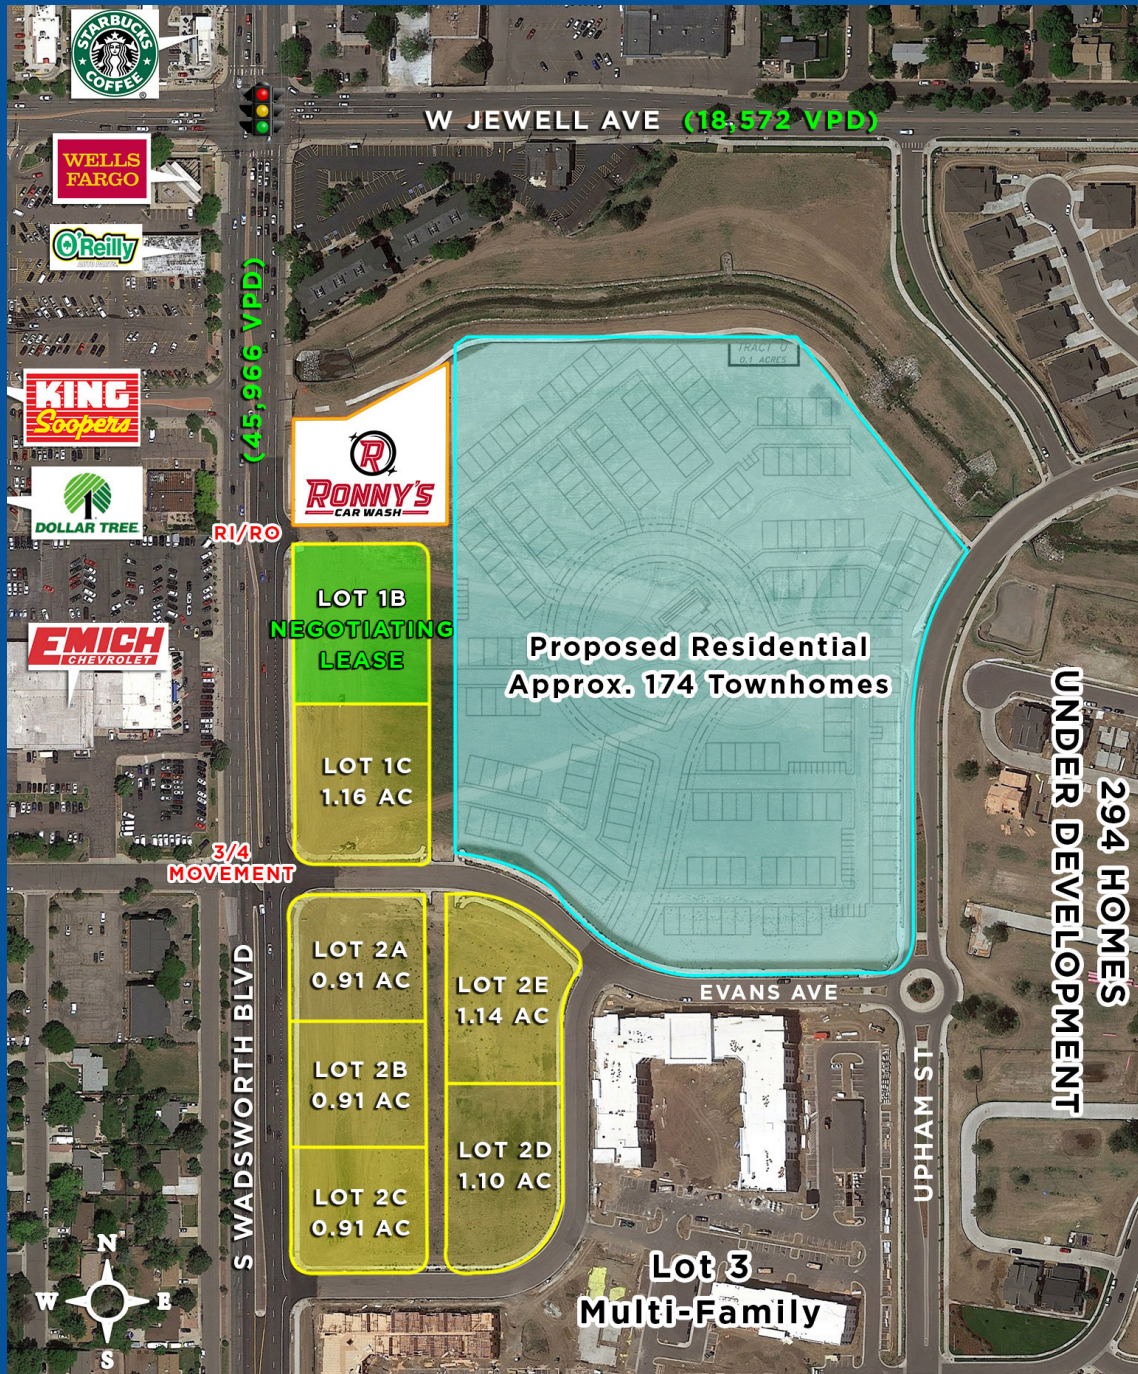 STARBUCKS
COFFEE
W JEWELL AVE (18,572 VPD)
WELLS
FARGO
O'Reilly
(45,966 VPD)
TRACT
0.1 ACRES
KING
Soopers
DOLLAR TREE
R
RONNY'S
CAR WASH
RI/RO
LOT 1B
NEGOTIATING
LEASE
EMICH
CHEVROLET
Proposed Residential
Approx. 174 Townhomes
LOT 1C
1.16 AC
294 HOMES
UNDER DEVELOPMENT
3/4
MOVEMENT
LOT 2A
0.91 AC
LOT 2E
1.14 AC
EVANS AVE
LOT 2B
0.91 AC
S WADSWORTH BLVD
UPHAM ST
LOT 2D
1.10 AC
LOT 2C
0.91 AC
Lot 3
Multi-Family
N
W E
S